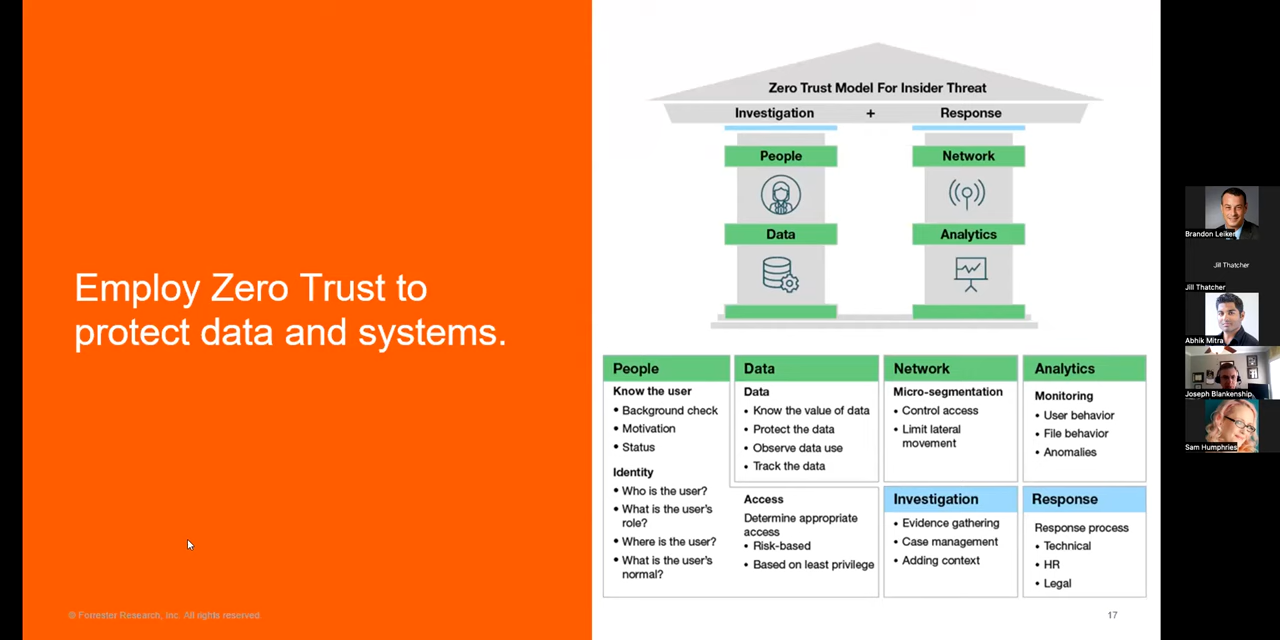 Employ Zero Trust to
protect data and systems.
© Forrester Research, Inc. All rights reserved.
Zero Trust Model For Insider Threat
Investigation + Response
People
Network
Data
Analytics
People
Know the user
• Background check
• Motivation
• Status
Identity
• Who is the user?
• What is the user's
role?
• Where is the user?
• What is the user's
normal?
Data
Data
• Know the value of data
• Protect the data
• Observe data use
• Track the data
Access
Determine appropriate
access
• Risk-based
• Based on least privilege
Network
Micro-segmentation
• Control access
• Limit lateral
movement
Analytics
Monitoring
• User behavior
• File behavior
• Anomalies
Investigation
• Evidence gathering
• Case management
• Adding context
Response
Response process
• Technical
• HR
• Legal
17
Brandon Leiker
Jill Thatcher
Jill Thatcher
Abhik Mitra
Joseph Blankenship
Sam Humphries